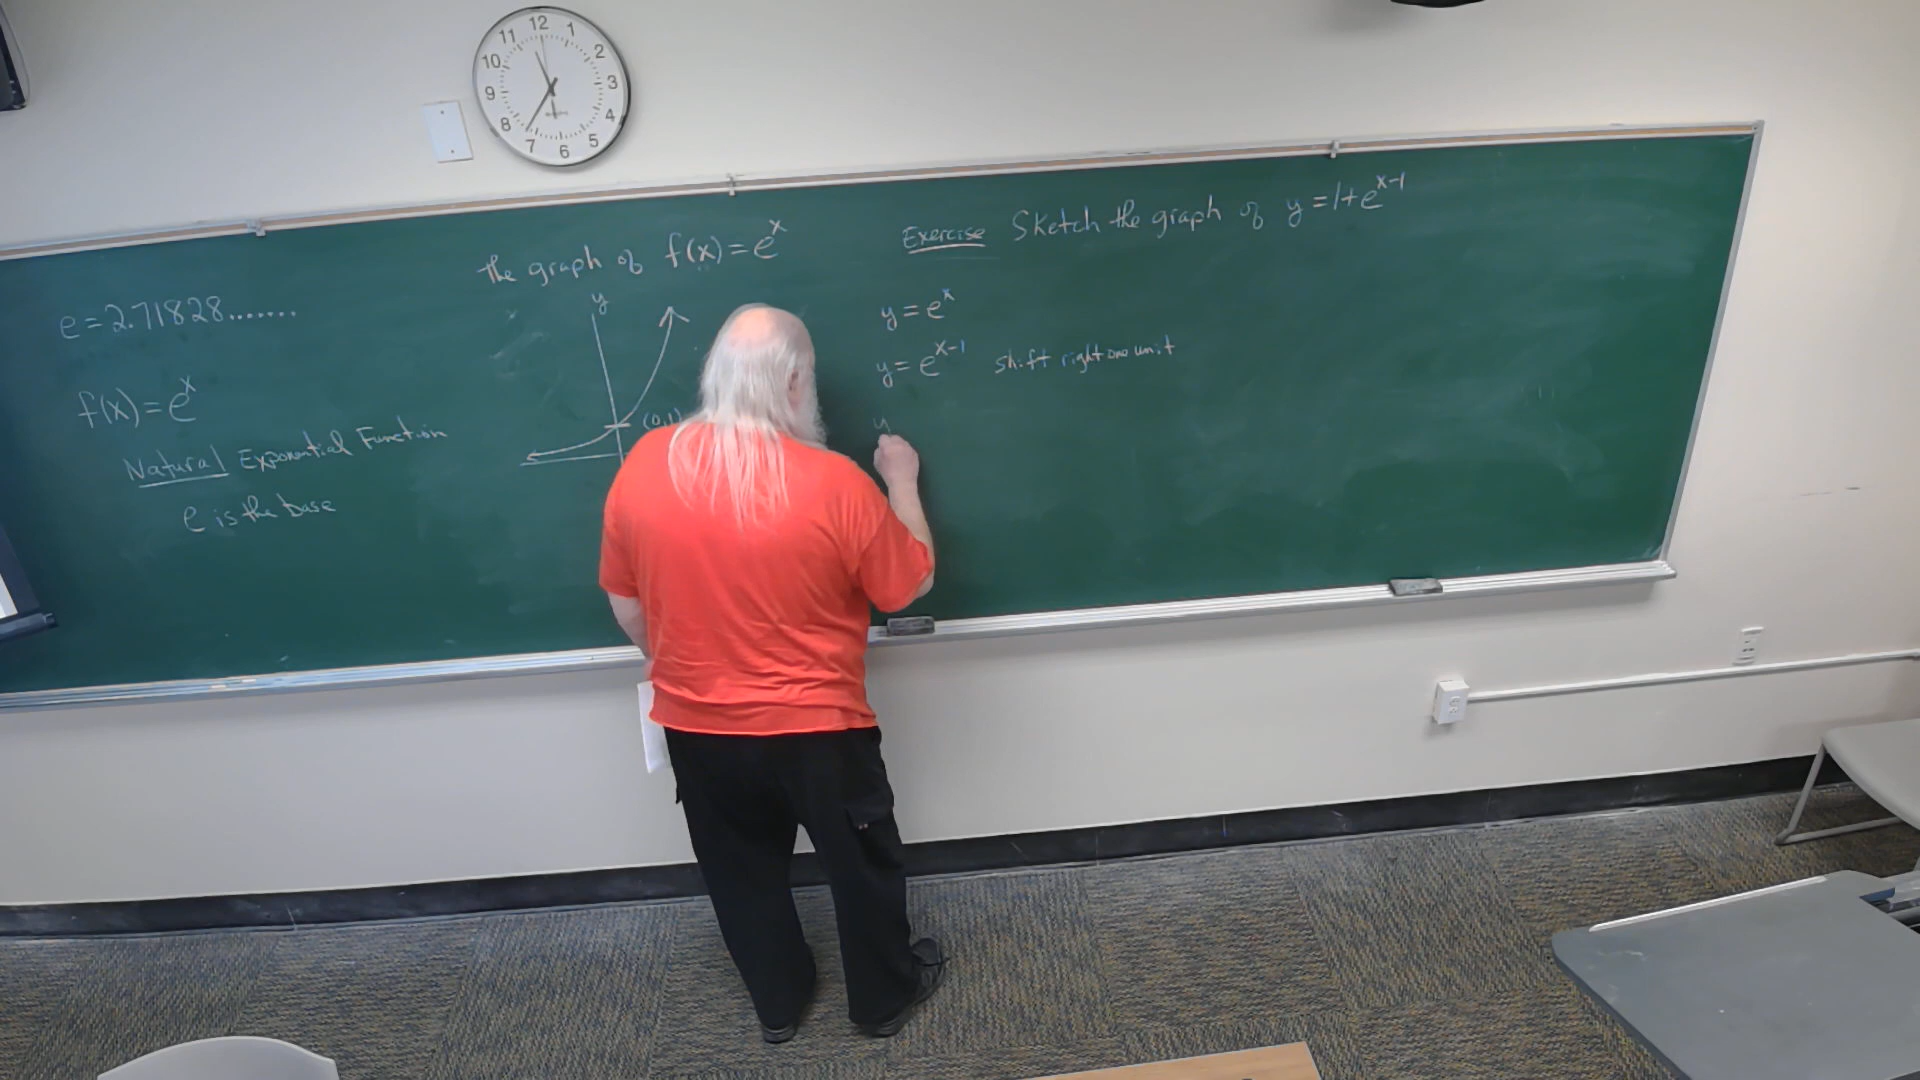 12
1
2
3
4
5
6
7
8
9
10
11
e = 2.71828.......
f(x) = e^x
Natural Exponential Function
e is the base
the graph of f(x) = e^x
y
(0,1)
Exercise Sketch the graph of y = 1 + e^{x-1}
y = e^x
y = e^{x-1} shift right one unit
y